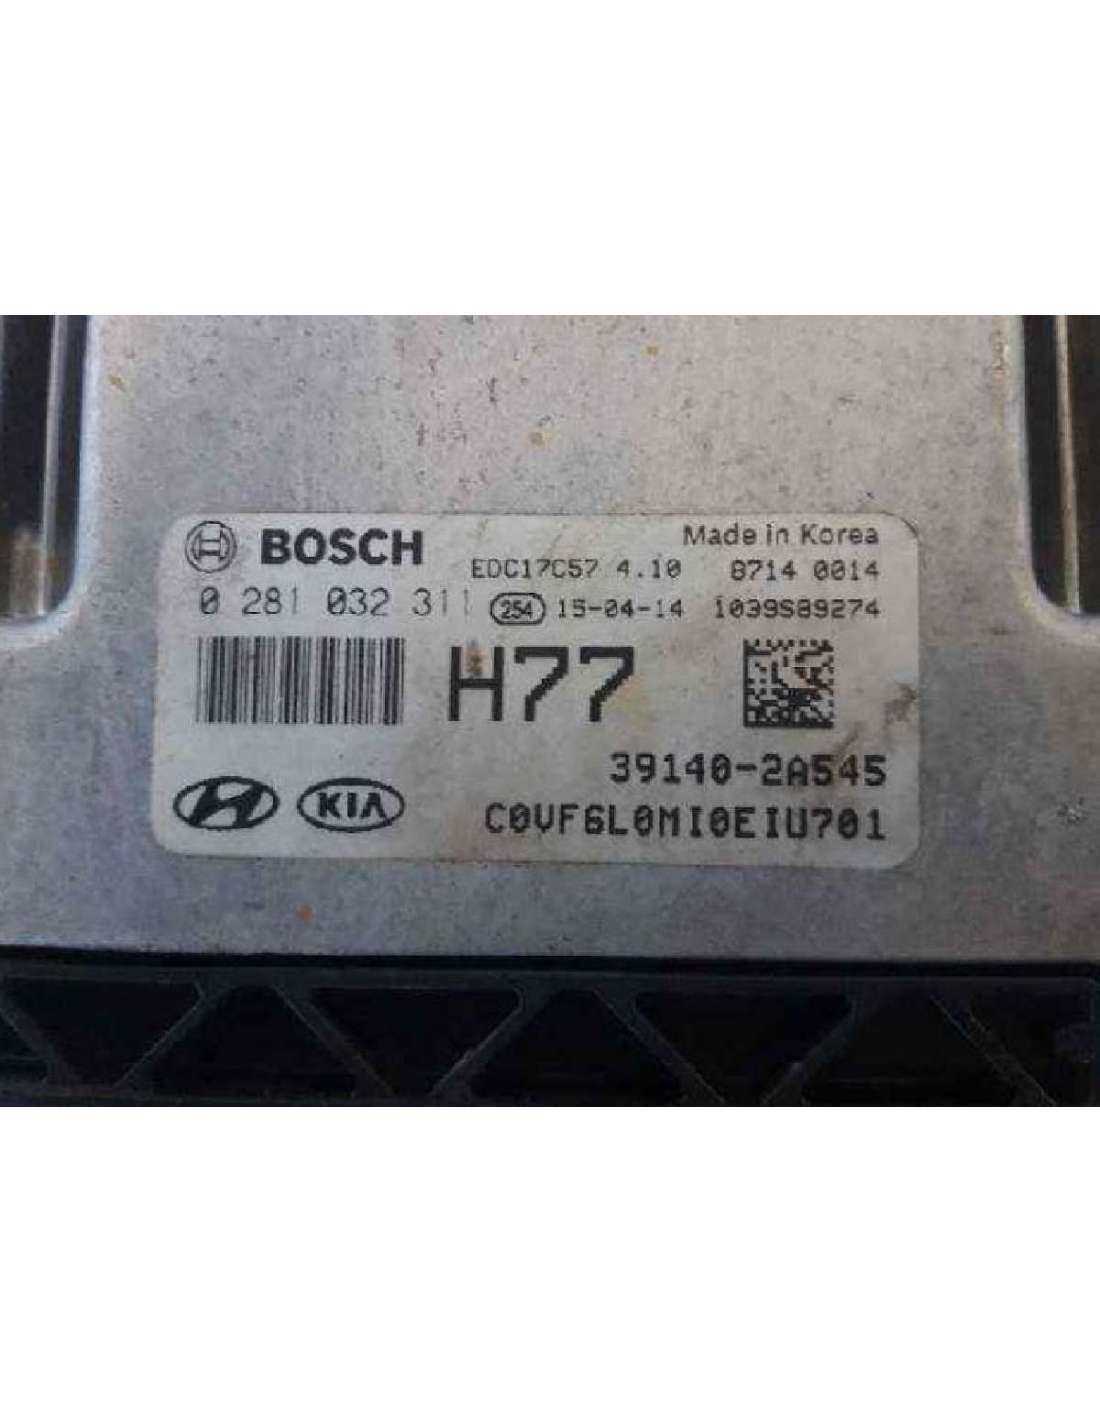 BOSCH
Made in Korea
EDC17C57 4.10 8714 0014
0 281 032 311 254 15-04-14 1039S89274
H77
39140-2A545
KIA C0VF6L0MI0EIU701